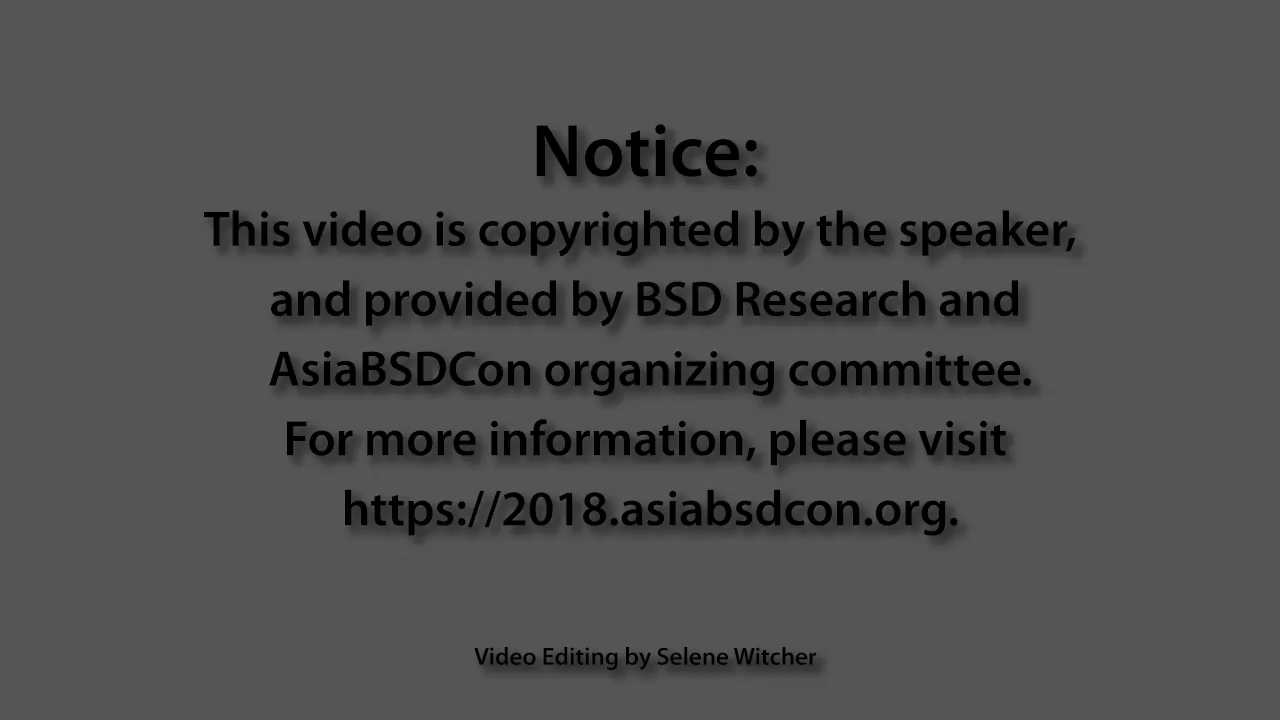 Notice:
This video is copyrighted by the speaker,
and provided by BSD Research and
AsiaBSDCon organizing committee.
For more information, please visit
https://2018.asiabsdcon.org.
Video Editing by Selene Witcher